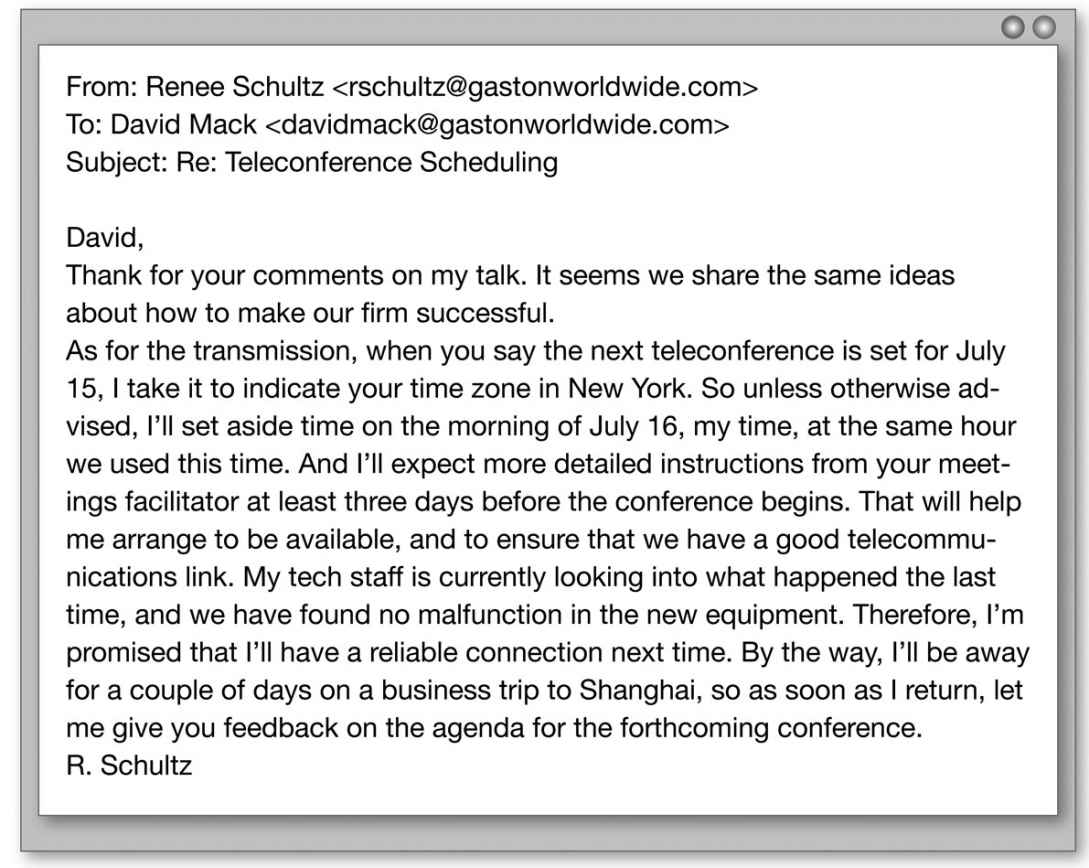 From: Renee Schultz <rschultz@gastonworldwide.com>
To: David Mack <davidmack@gastonworldwide.com>
Subject: Re: Teleconference Scheduling
David,
Thank for your comments on my talk. It seems we share the same ideas
about how to make our firm successful.
As for the transmission, when you say the next teleconference is set for July
15, I take it to indicate your time zone in New York. So unless otherwise ad-
vised, I’ll set aside time on the morning of July 16, my time, at the same hour
we used this time. And I’ll expect more detailed instructions from your meet-
ings facilitator at least three days before the conference begins. That will help
me arrange to be available, and to ensure that we have a good telecommu-
nications link. My tech staff is currently looking into what happened the last
time, and we have found no malfunction in the new equipment. Therefore, I’m
promised that I’ll have a reliable connection next time. By the way, I’ll be away
for a couple of days on a business trip to Shanghai, so as soon as I return, let
me give you feedback on the agenda for the forthcoming conference.
R. Schultz